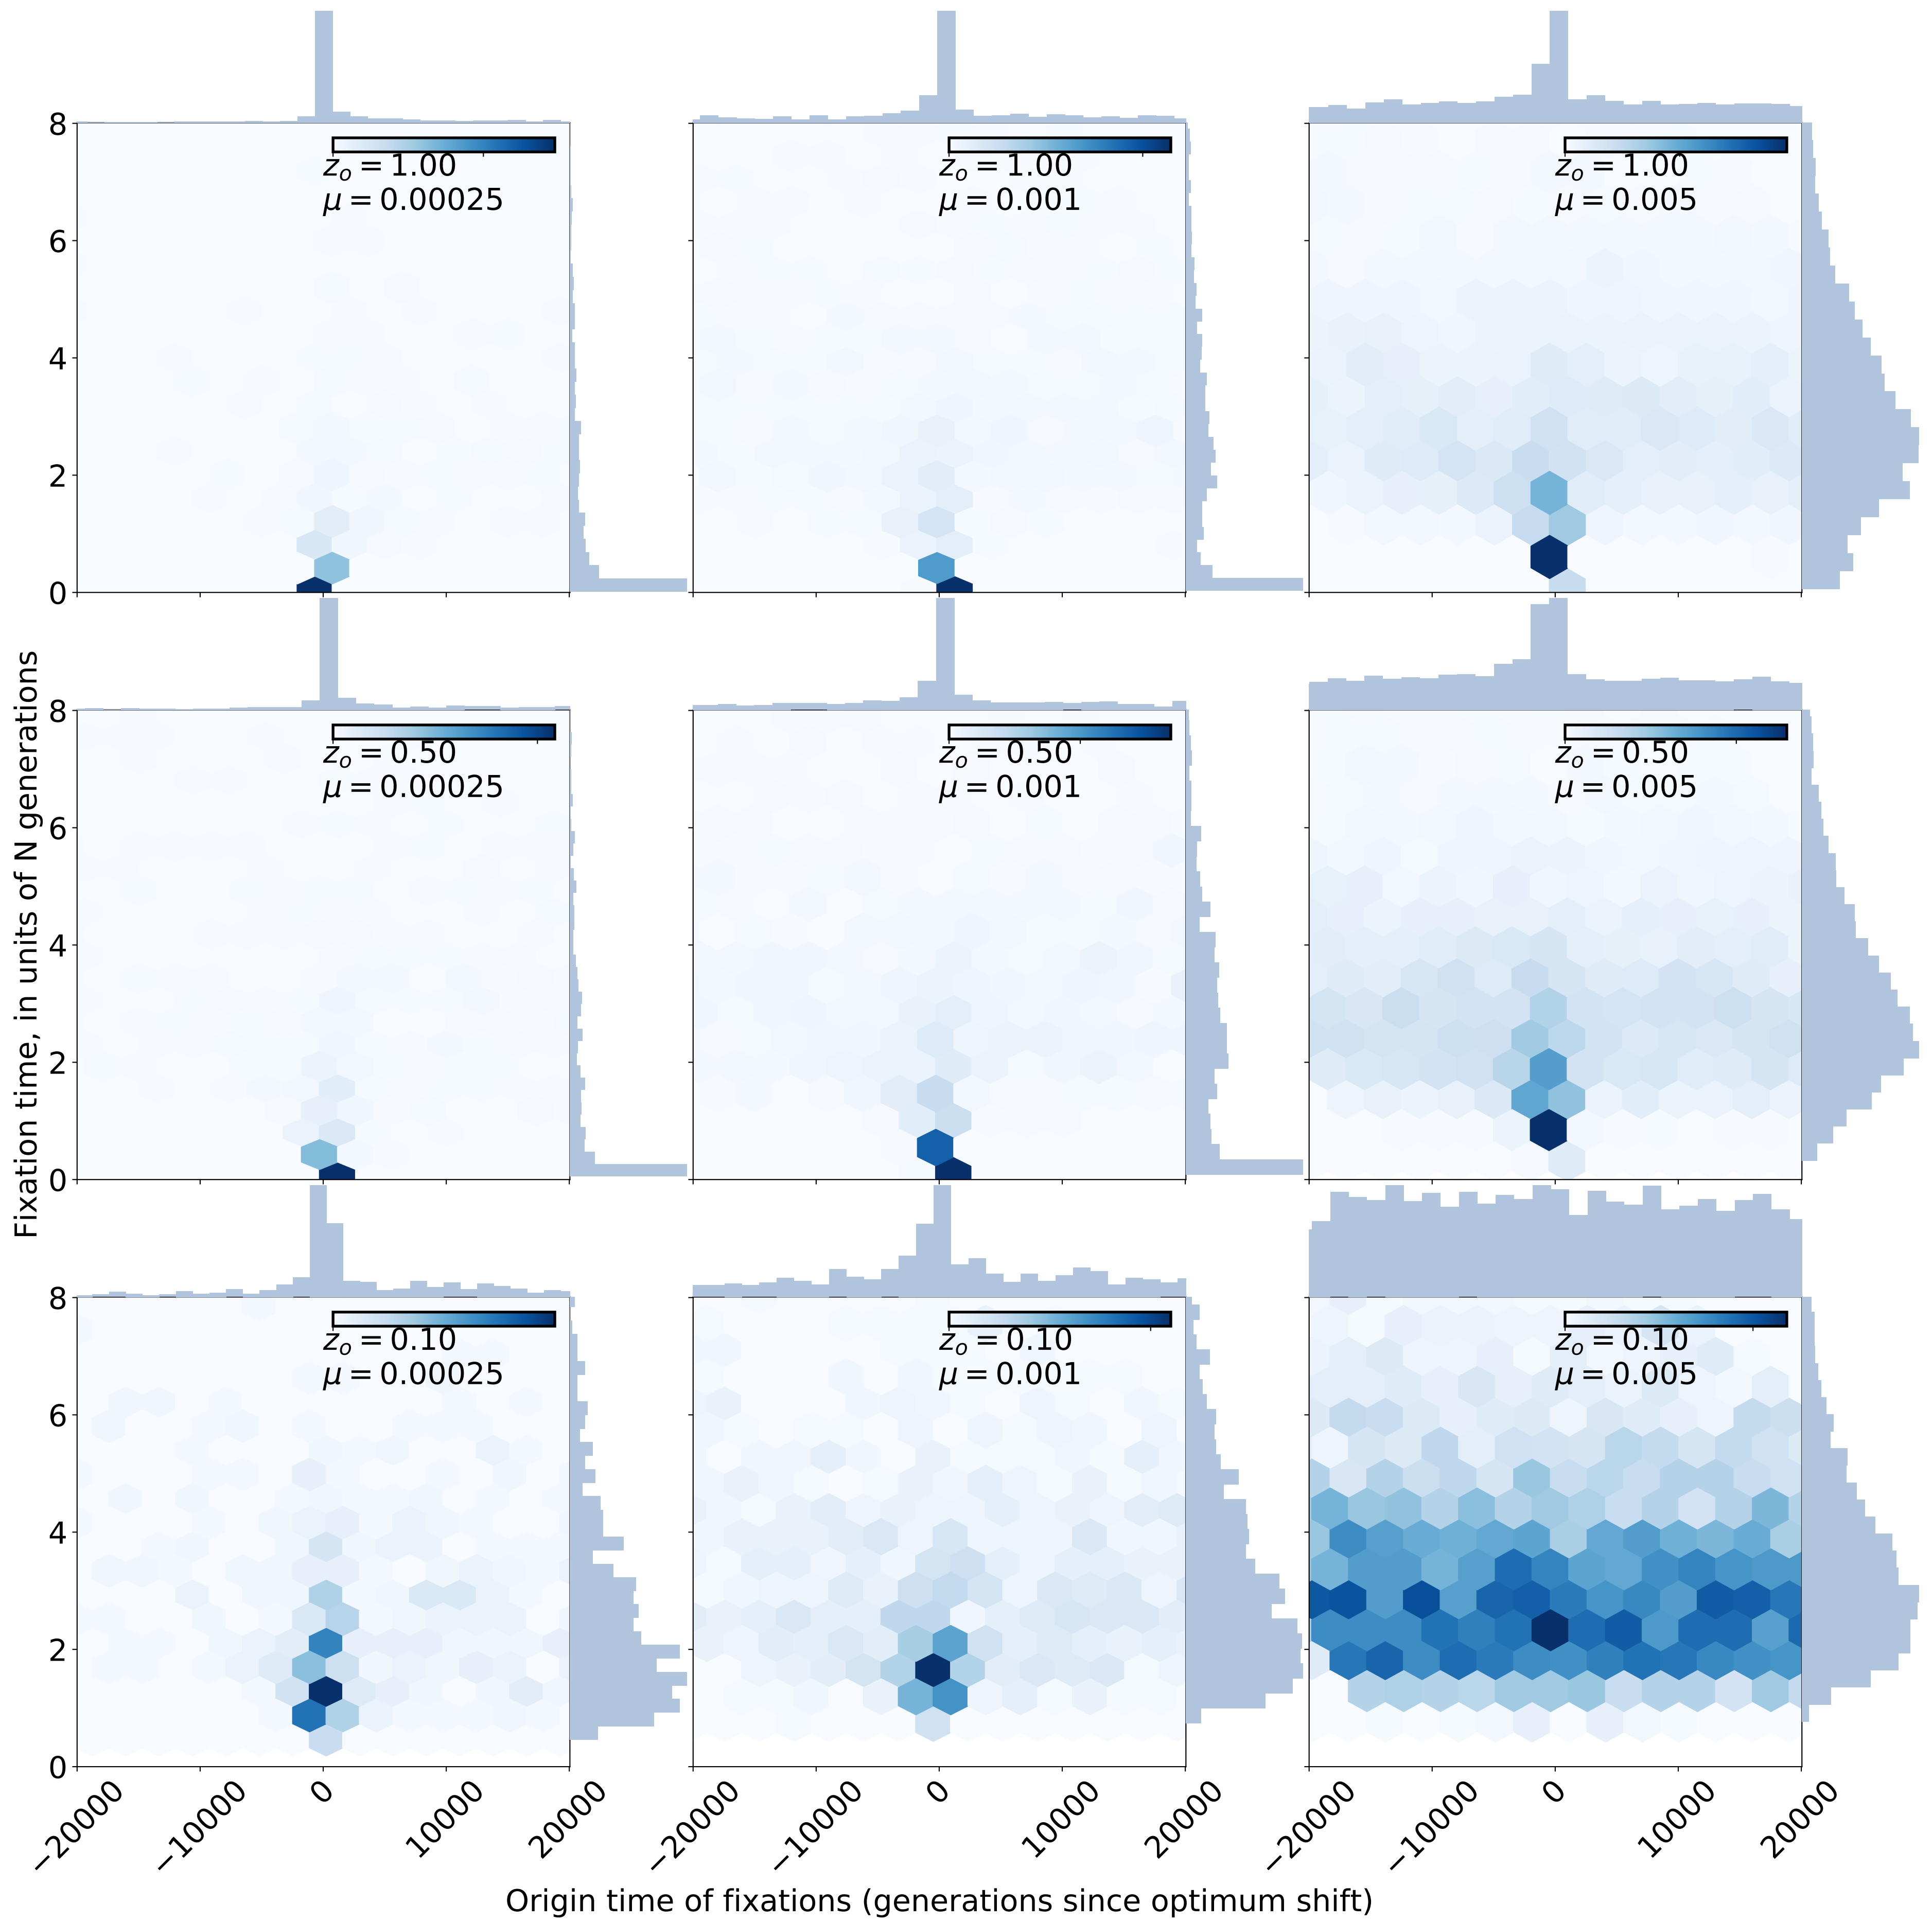 8
6
4
2
0
z_o = 1.00
μ = 0.00025
z_o = 1.00
μ = 0.001
z_o = 1.00
μ = 0.005
Fixation time, in units of N generations
8
6
4
2
0
z_o = 0.50
μ = 0.00025
z_o = 0.50
μ = 0.001
z_o = 0.50
μ = 0.005
8
6
4
2
0
z_o = 0.10
μ = 0.00025
z_o = 0.10
μ = 0.001
z_o = 0.10
μ = 0.005
−20000
−10000
0
10000
20000
−20000
−10000
0
10000
20000
−20000
−10000
0
10000
20000
Origin time of fixations (generations since optimum shift)